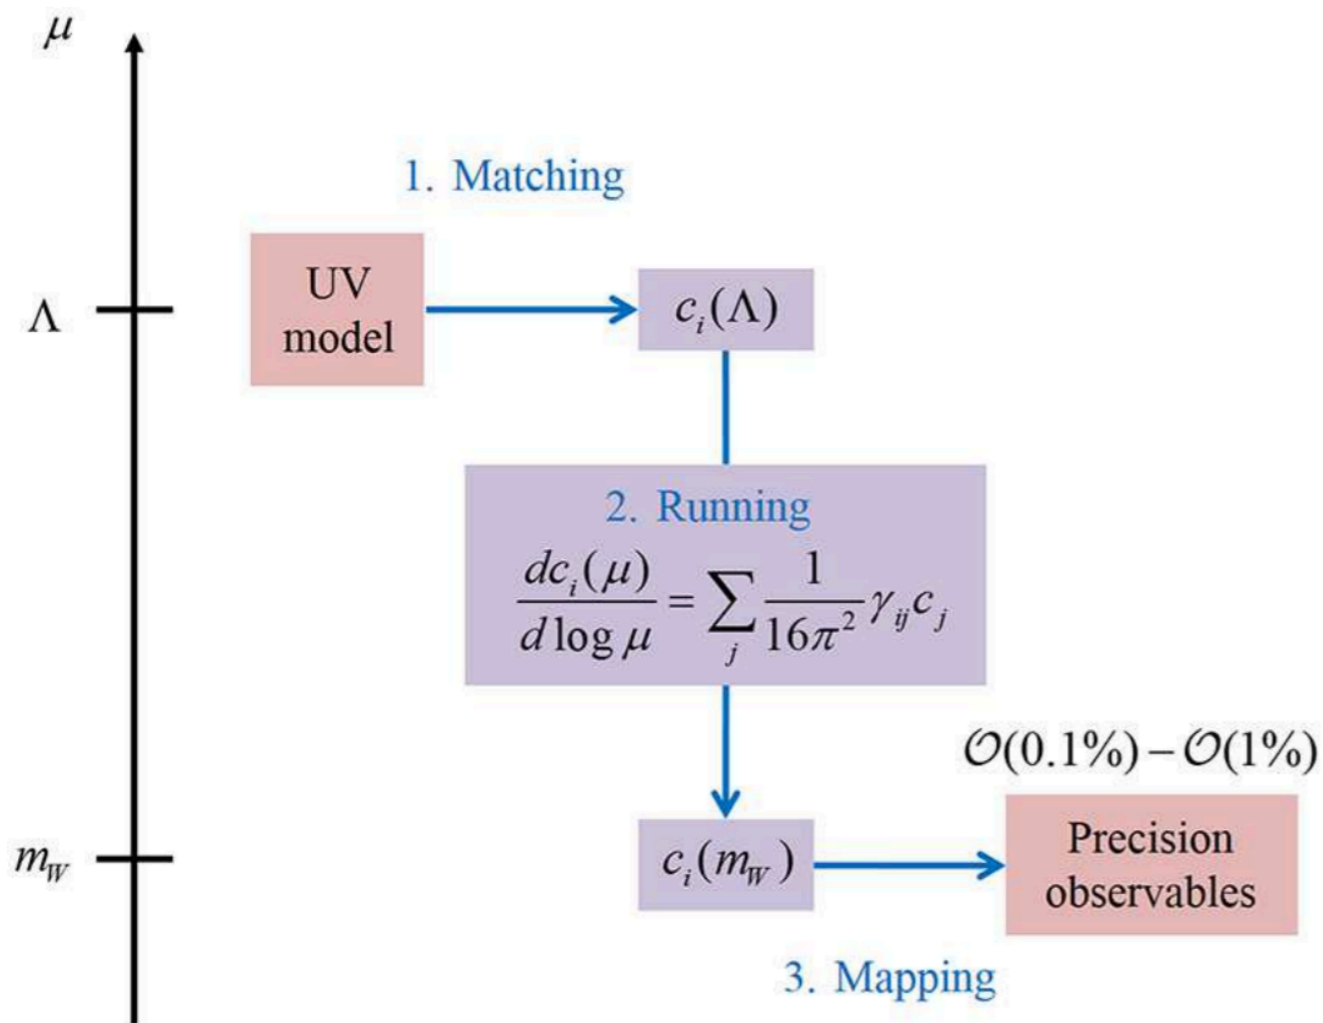 μ
1. Matching
UV
model
Λ
c_i(Λ)
2. Running
dc_i(μ)/d log μ = ∑_j 1/16π² γ_ij c_j
𝒪(0.1%) – 𝒪(1%)
m_W
c_i(m_W)
Precision
observables
3. Mapping